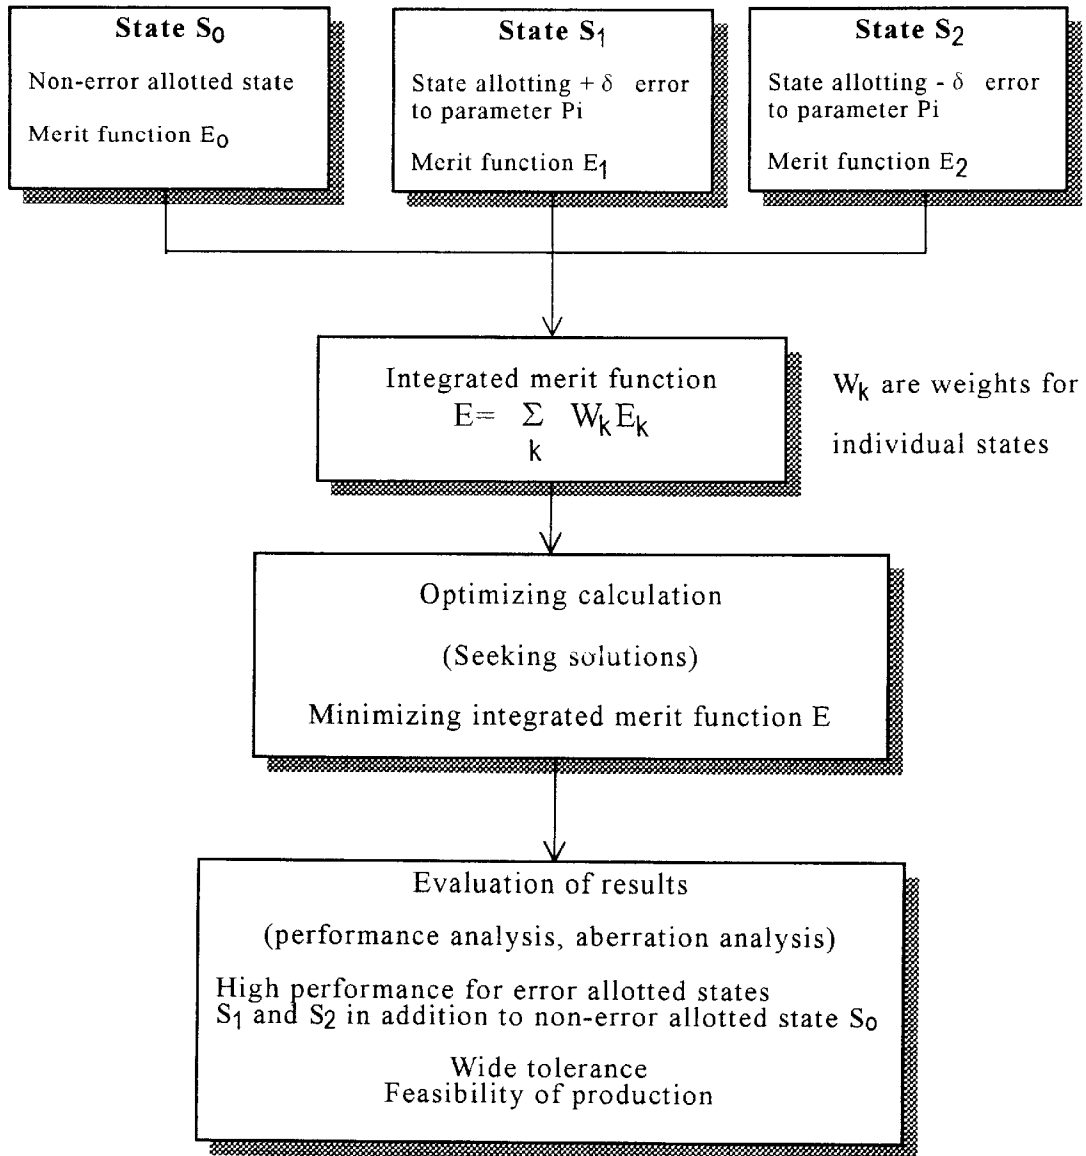 State S0
Non-error allotted state
Merit function E0
State S1
State allotting + δ error
to parameter Pi
Merit function E1
State S2
State allotting - δ error
to parameter Pi
Merit function E2
Integrated merit function
E= Σ WkEk
k
Wk are weights for
individual states
Optimizing calculation
(Seeking solutions)
Minimizing integrated merit function E
Evaluation of results
(performance analysis, aberration analysis)
High performance for error allotted states
S1 and S2 in addition to non-error allotted state S0
Wide tolerance
Feasibility of production